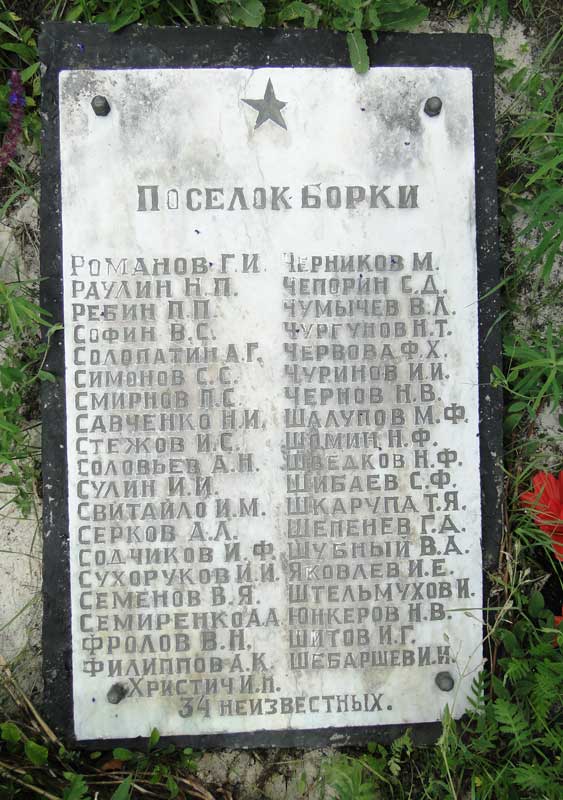 ПОСЕЛОК БОРКИ
РОМАНОВ Г.И.
РАУЛИН Н.П.
РЕБИН П.П.
СОФИН В.С.
СОЛОПАТИН А.Г.
СИМОНОВ С.С.
СМИРНОВ П.С.
САВЧЕНКО Н.И.
СТЕЖОВ И.С.
СОЛОВЬЕВ А.Н.
СУЛИН И.И.
СВИТАЙЛО И.М.
СЕРКОВ А.Л.
СОДЧИКОВ И.Ф.
СУХОРУКОВ И.И.
СЕМЕНОВ В.Я.
СЕМИРЕНКО А.А.
ФРОЛОВ В.Н.
ФИЛИППОВ А.К.
ХРИСТИЧ И.П.
ЧЕРНИКОВ М.
ЧЕПОРИН С.Д.
ЧУМЫЧЕВ В.Л.
ЧУРГУНОВ Н.Т.
ЧЕРВОВА Ф.Х.
ЧУРИНОВ И.И.
ЧЕРНОВ Н.В.
ШАЛУПОВ М.Ф.
ШОМИН Н.Ф.
ШВЕДКОВ Н.Ф.
ШИБАЕВ С.Ф.
ШКАРУПА Т.Я.
ШЕПЕНЕВ Г.Д.
ШУБНЫЙ В.Д.
ЯКОВЛЕВ И.Е.
ШТЕЛЬМУХОВ И.
ЮНКЕРОВ Н.В.
ШИТОВ И.Г.
ШЕБАРШЕВ И.Н.
34 НЕИЗВЕСТНЫХ.